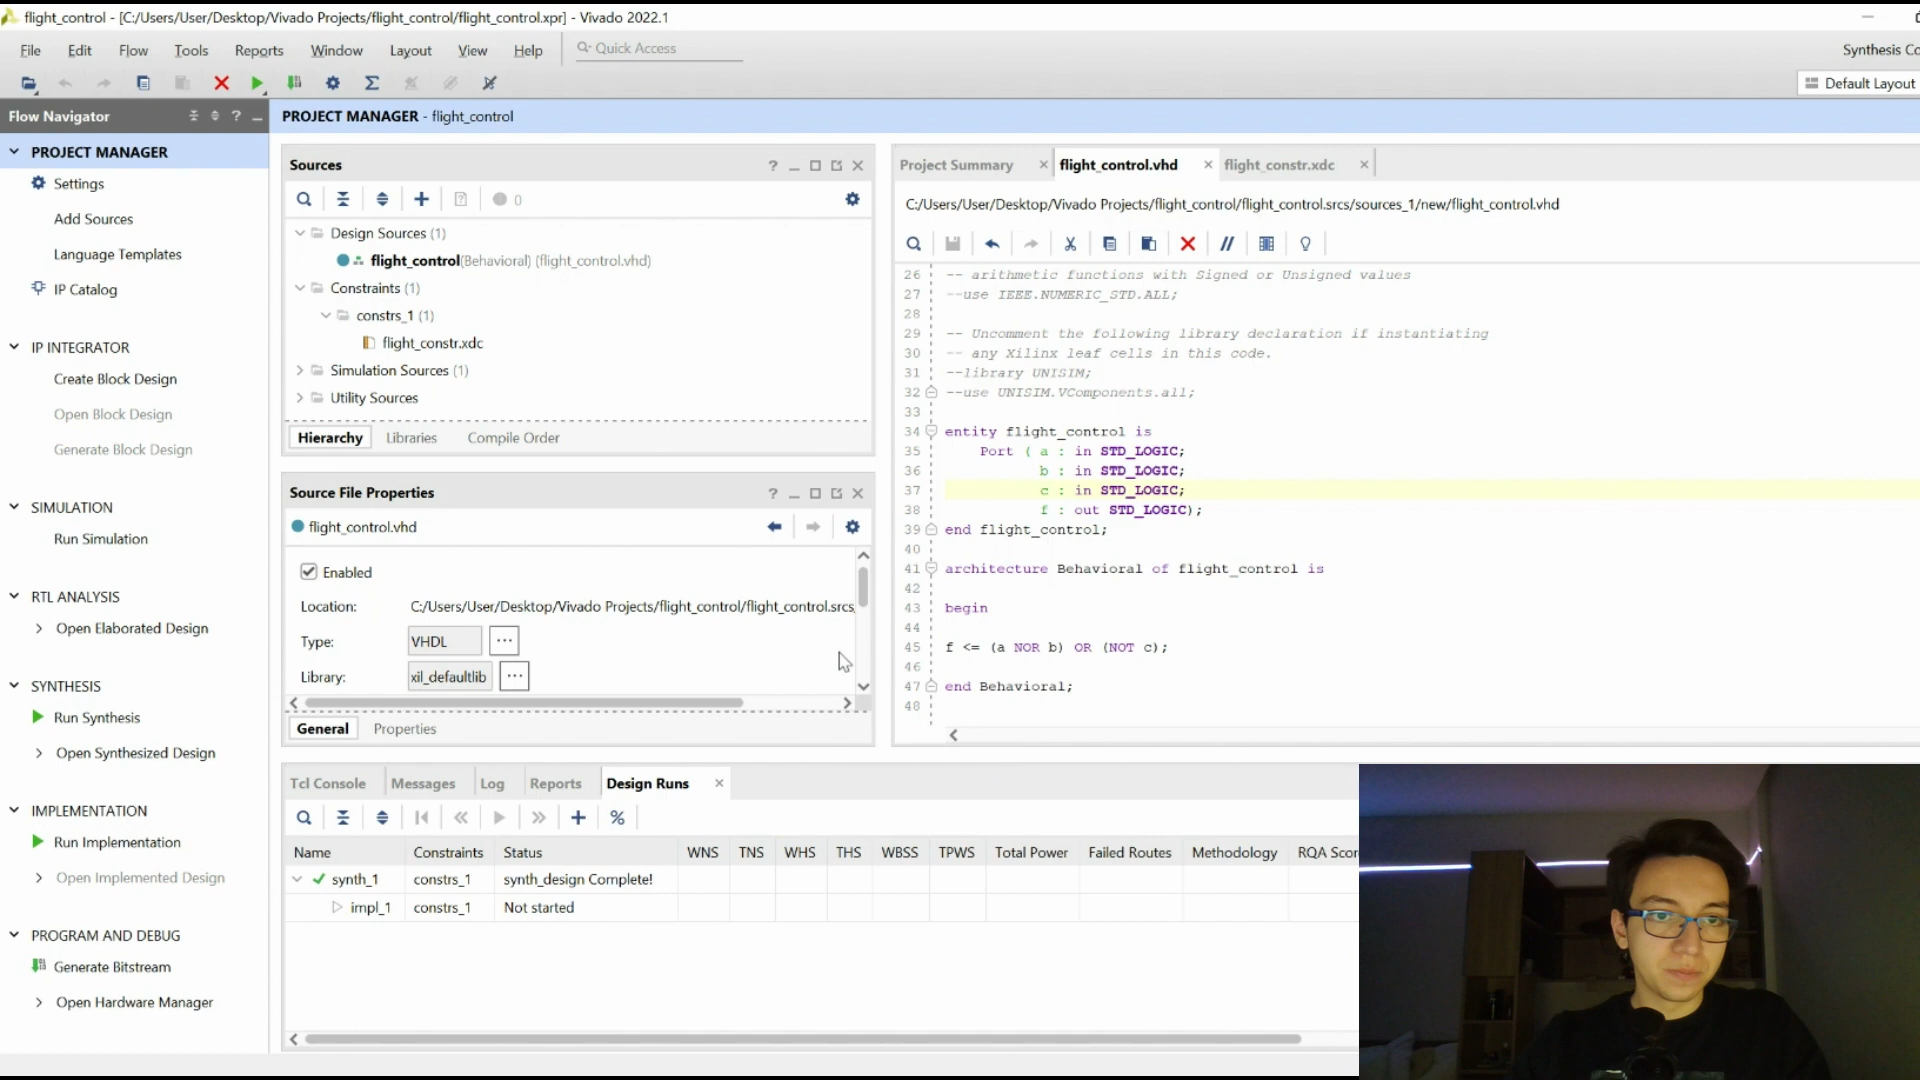 flight_control - [C:/Users/User/Desktop/Vivado Projects/flight_control/flight_control.xpr] - Vivado 2022.1
File Edit Flow Tools Reports Window Layout View Help Quick Access
Synthesis Co
Default Layout
Flow Navigator
PROJECT MANAGER
Settings
Add Sources
Language Templates
IP Catalog
IP INTEGRATOR
Create Block Design
Open Block Design
Generate Block Design
SIMULATION
Run Simulation
RTL ANALYSIS
Open Elaborated Design
SYNTHESIS
Run Synthesis
Open Synthesized Design
IMPLEMENTATION
Run Implementation
Open Implemented Design
PROGRAM AND DEBUG
Generate Bitstream
Open Hardware Manager
PROJECT MANAGER - flight_control
Sources
0
Design Sources (1)
flight_control(Behavioral) (flight_control.vhd)
Constraints (1)
constrs_1 (1)
flight_constr.xdc
Simulation Sources (1)
Utility Sources
Hierarchy Libraries Compile Order
Source File Properties
flight_control.vhd
Enabled
Location: C:/Users/User/Desktop/Vivado Projects/flight_control/flight_control.srcs
Type: VHDL
Library: xil_defaultlib
General Properties
Project Summary flight_control.vhd flight_constr.xdc
C:/Users/User/Desktop/Vivado Projects/flight_control/flight_control.srcs/sources_1/new/flight_control.vhd
26 -- arithmetic functions with Signed or Unsigned values
27 --use IEEE.NUMERIC_STD.ALL;
28
29 -- Uncomment the following library declaration if instantiating
30 -- any Xilinx leaf cells in this code.
31 --library UNISIM;
32 --use UNISIM.VComponents.all;
33
34 entity flight_control is
35 Port ( a : in STD_LOGIC;
36 b : in STD_LOGIC;
37 c : in STD_LOGIC;
38 f : out STD_LOGIC);
39 end flight_control;
40
41 architecture Behavioral of flight_control is
42
43 begin
44
45 f <= (a NOR b) OR (NOT c);
46
47 end Behavioral;
48
Tcl Console Messages Log Reports Design Runs
Name Constraints Status WNS TNS WHS THS WBSS TPWS Total Power Failed Routes Methodology RQA Scor
synth_1 constrs_1 synth_design Complete!
impl_1 constrs_1 Not started